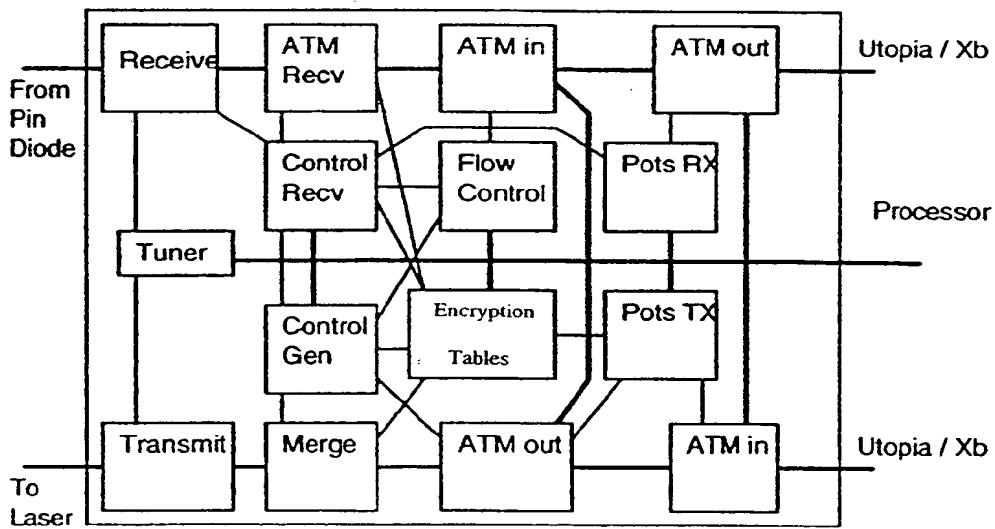 Receive
ATM
Recv
ATM in
ATM out
Utopia / Xb
From
Pin
Diode
Control
Recv
Flow
Control
Pots RX
Processor
Tuner
Control
Gen
Encryption
Tables
Pots TX
Transmit
Merge
ATM out
ATM in
Utopia / Xb
To
Laser